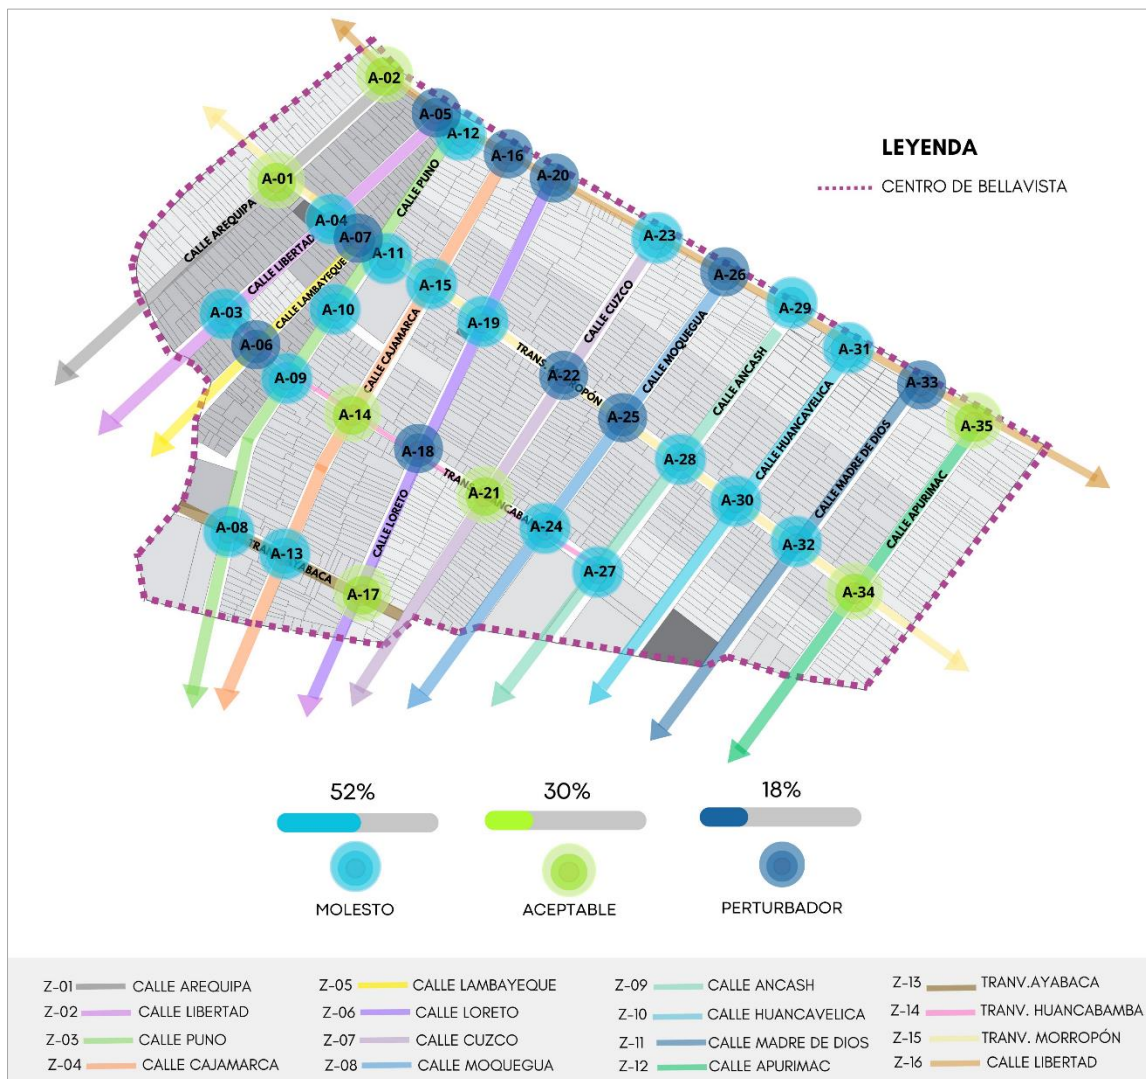 A-02
A-05
A-12
A-16
A-20
A-01
A-04
A-07
A-11
A-23
A-26
A-15
A-03
A-10
A-19
A-29
A-06
A-31
A-09
A-22
A-33
A-14
A-25
A-35
A-18
A-28
A-21
A-30
A-08
A-24
A-32
A-13
A-27
A-17
A-34
CALLE AREQUIPA
CALLE LIBERTAD
CALLE LAMBAYEQUE
CALLE PUNO
CALLE CAJAMARCA
CALLE LORETO
CALLE CUZCO
CALLE MOQUEGUA
CALLE ANCASH
CALLE HUANCAVELICA
CALLE MADRE DE DIOS
CALLE APURIMAC
LEYENDA
CENTRO DE BELLAVISTA
52%
30%
18%
MOLESTO
ACEPTABLE
PERTURBADOR
Z-01 CALLE AREQUIPA
Z-02 CALLE LIBERTAD
Z-03 CALLE PUNO
Z-04 CALLE CAJAMARCA
Z-05 CALLE LAMBAYEQUE
Z-06 CALLE LORETO
Z-07 CALLE CUZCO
Z-08 CALLE MOQUEGUA
Z-09 CALLE ANCASH
Z-10 CALLE HUANCAVELICA
Z-11 CALLE MADRE DE DIOS
Z-12 CALLE APURIMAC
Z-13 TRANV.AYABACA
Z-14 TRANV. HUANCABAMBA
Z-15 TRANV. MORROPÓN
Z-16 CALLE LIBERTAD